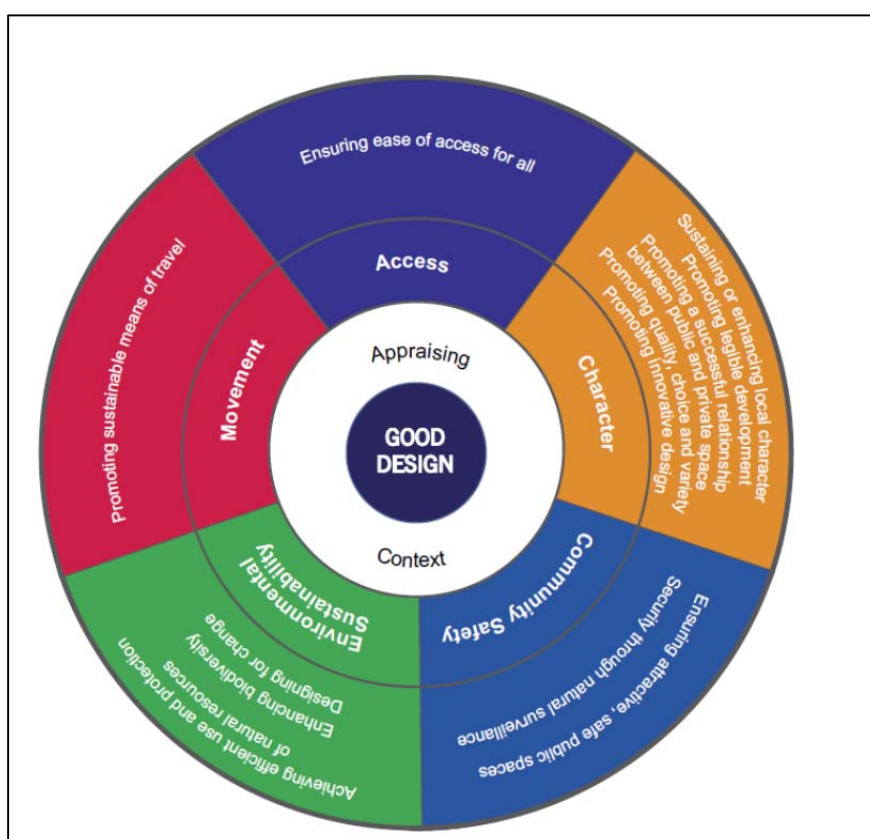 Ensuring ease of access for all
Access
Sustaining or enhancing local character
Promoting legible development
Promoting a successful relationship
between public and private space
Promoting quality, choice and variety
Promoting innovative design
Character
Community Safety
Security through natural surveillance
Ensuring attractive, safe public spaces
Environmental
Sustainability
Achieving efficient use and protection
of natural resources
Enhancing biodiversity
Designing for change
Movement
Promoting sustainable means of travel
Appraising
GOOD
DESIGN
Context